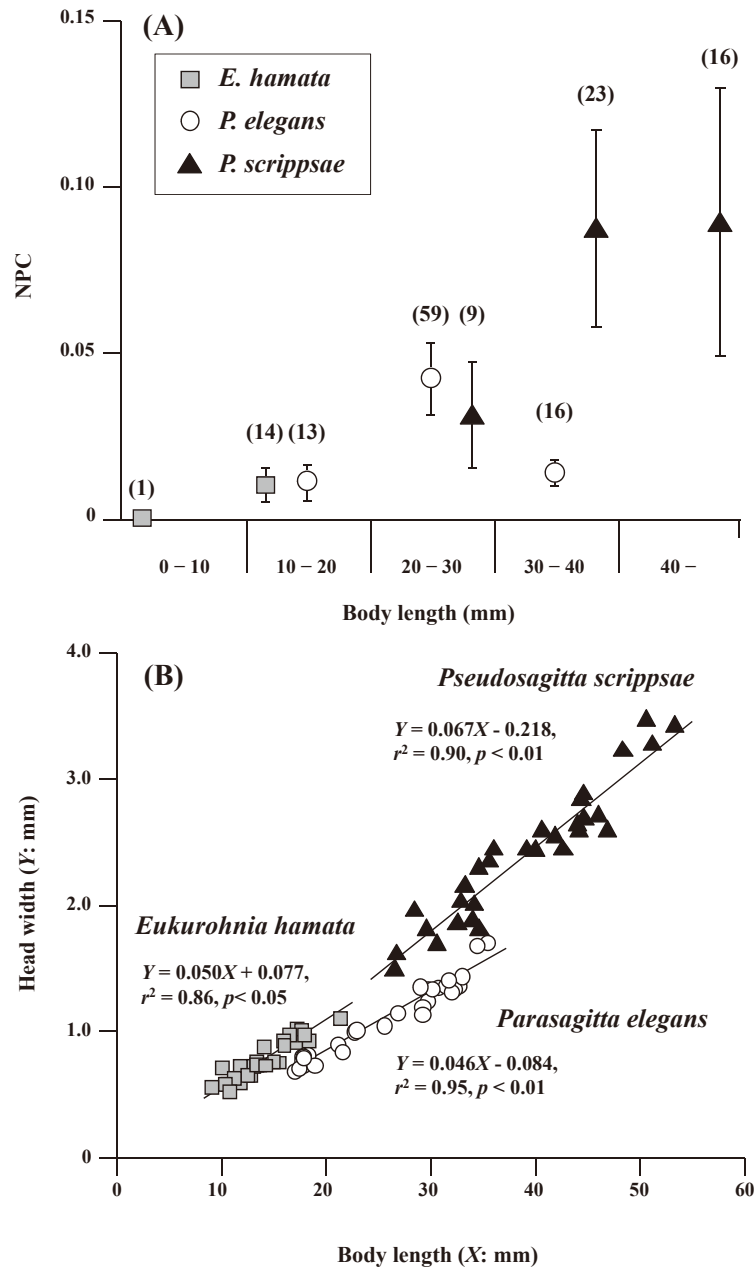 (A)
0.15
0.10
0.05
0
NPC
E. hamata
P. elegans
P. scrippsae
(1)
(14)
(13)
(59)
(9)
(16)
(23)
(16)
0 – 10
10 – 20
20 – 30
30 – 40
40 –
Body length (mm)
(B)
4.0
3.0
2.0
1.0
0
Head width (Y: mm)
Pseudosagitta scrippsae
Y = 0.067X - 0.218,
r² = 0.90, p < 0.01
Eukurohnia hamata
Y = 0.050X + 0.077,
r² = 0.86, p< 0.05
Parasagitta elegans
Y = 0.046X - 0.084,
r² = 0.95, p < 0.01
0
10
20
30
40
50
60
Body length (X: mm)